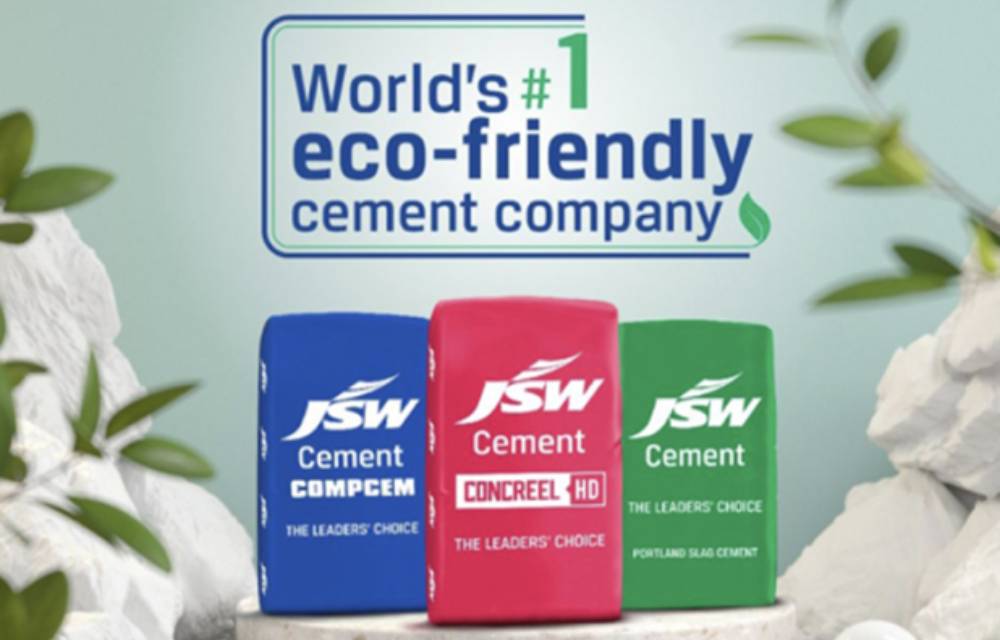 World's #1
eco-friendly
cement company
JSW
Cement
COMPCEM
THE LEADERS' CHOICE
JSW
Cement
CONCREEL HD
THE LEADERS' CHOICE
JSW
Cement
THE LEADERS' CHOICE
PORTLAND SLAG CEMENT